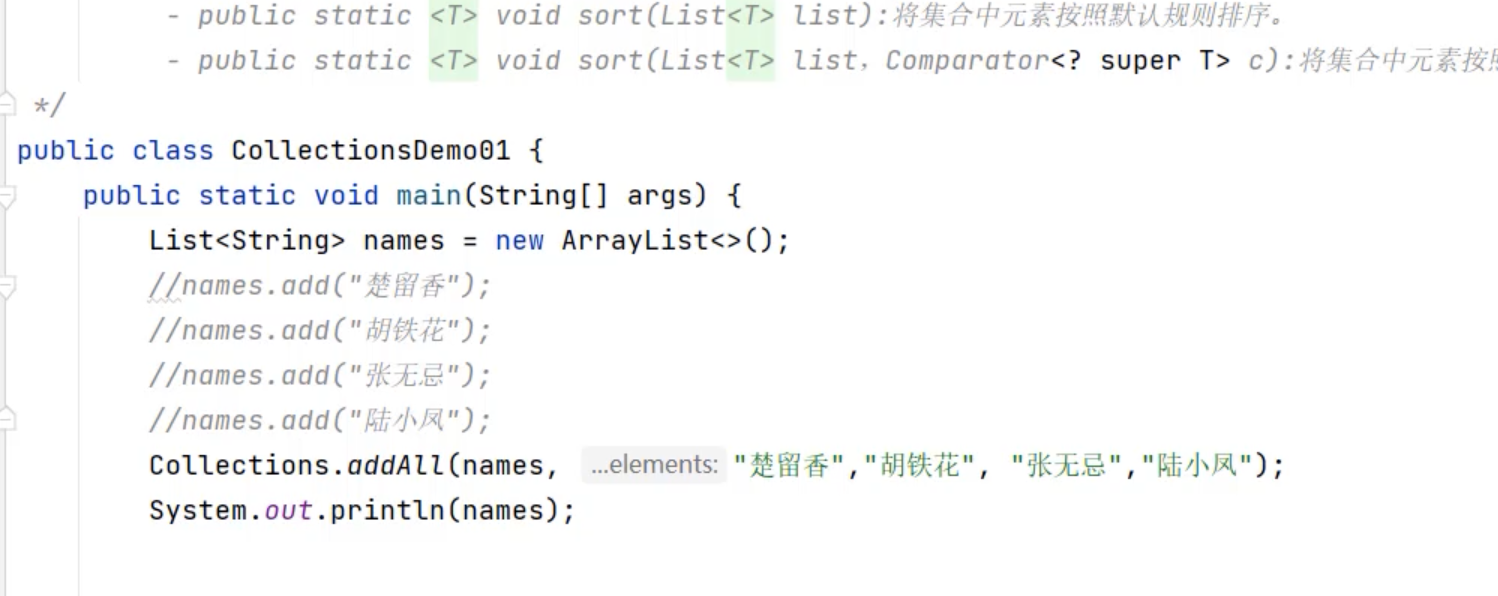 - public static <T> void sort(List<T> list):将集合中元素按照默认规则排序。
- public static <T> void sort(List<T> list，Comparator<? super T> c):将集合中元素按照
*/
public class CollectionsDemo01 {
public static void main(String[] args) {
List<String> names = new ArrayList<>();
//names.add("楚留香");
//names.add("胡铁花");
//names.add("张无忌");
//names.add("陆小凤");
Collections.addAll(names, ...elements: "楚留香","胡铁花", "张无忌","陆小凤");
System.out.println(names);